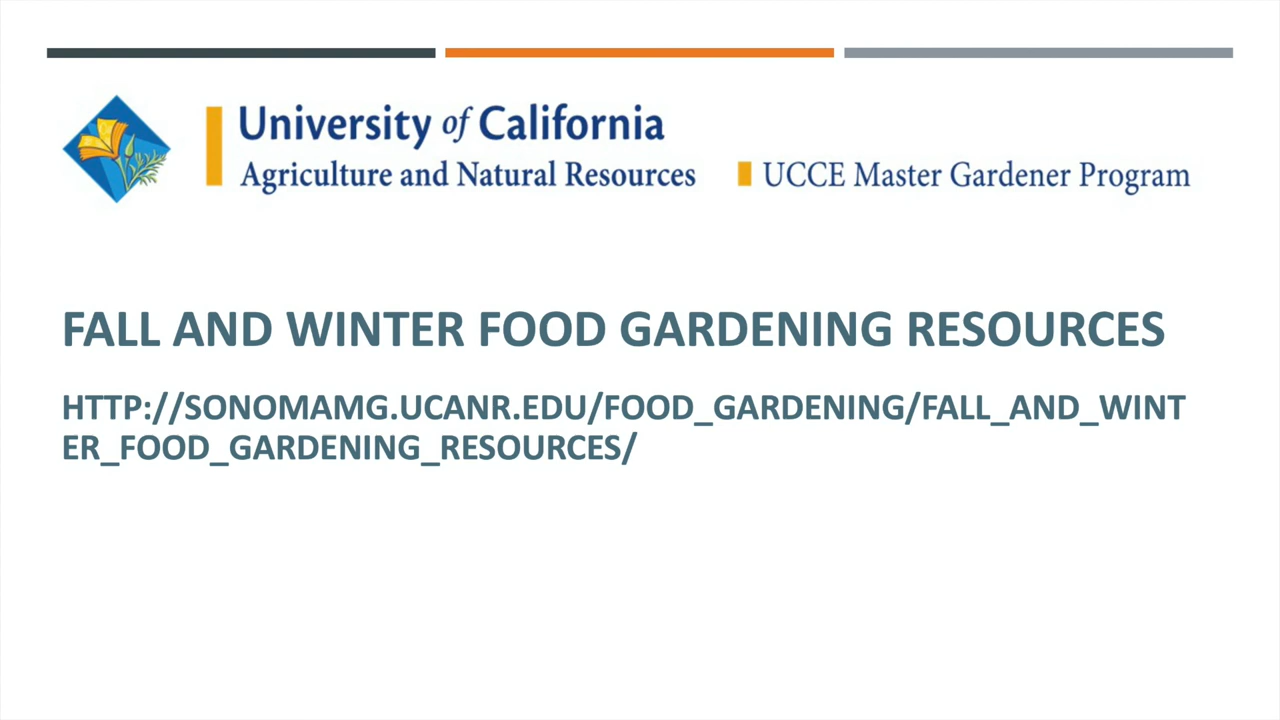 University of California
Agriculture and Natural Resources
UCCE Master Gardener Program
FALL AND WINTER FOOD GARDENING RESOURCES
HTTP://SONOMAMG.UCANR.EDU/FOOD_GARDENING/FALL_AND_WINT
ER_FOOD_GARDENING_RESOURCES/